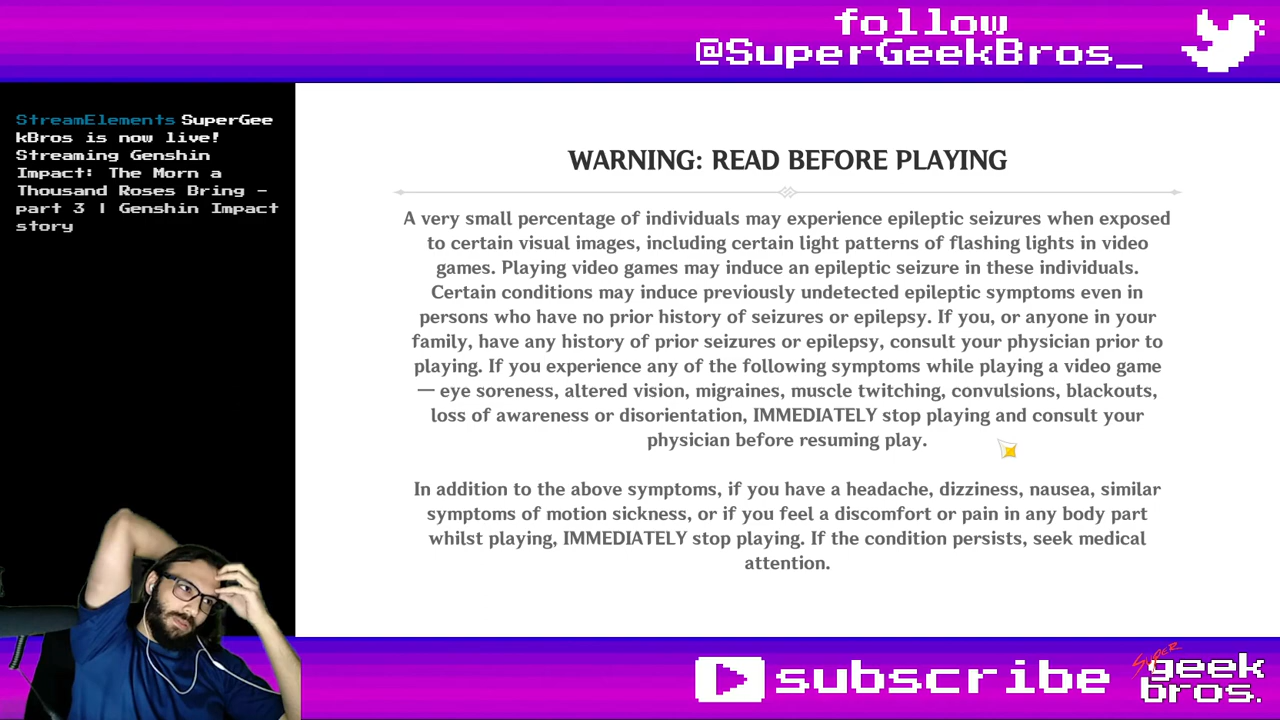 follow
@SuperGeekBros_
StreamElements SuperGee
kBros is now live!
Streaming Genshin
Impact: The Morn a
Thousand Roses Bring -
part 3 | Genshin Impact
story
WARNING: READ BEFORE PLAYING
A very small percentage of individuals may experience epileptic seizures when exposed
to certain visual images, including certain light patterns of flashing lights in video
games. Playing video games may induce an epileptic seizure in these individuals.
Certain conditions may induce previously undetected epileptic symptoms even in
persons who have no prior history of seizures or epilepsy. If you, or anyone in your
family, have any history of prior seizures or epilepsy, consult your physician prior to
playing. If you experience any of the following symptoms while playing a video game
— eye soreness, altered vision, migraines, muscle twitching, convulsions, blackouts,
loss of awareness or disorientation, IMMEDIATELY stop playing and consult your
physician before resuming play.
In addition to the above symptoms, if you have a headache, dizziness, nausea, similar
symptoms of motion sickness, or if you feel a discomfort or pain in any body part
whilst playing, IMMEDIATELY stop playing. If the condition persists, seek medical
attention.
subscribe
SUPER
geek
bros.